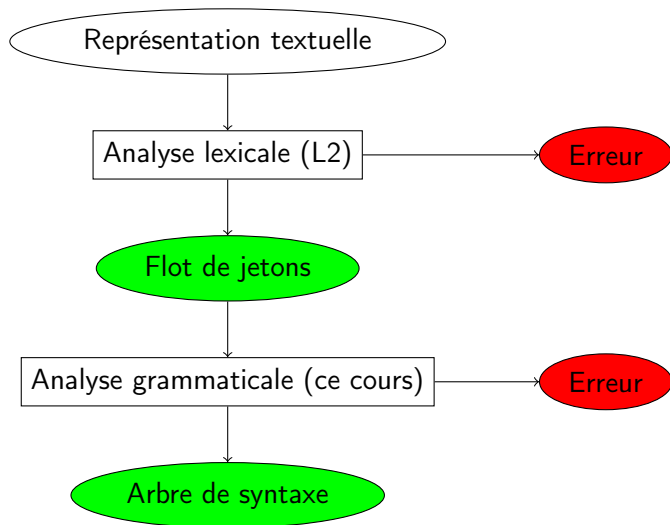 Représentation textuelle
Analyse lexicale (L2)
Erreur
Flot de jetons
Analyse grammaticale (ce cours)
Erreur
Arbre de syntaxe